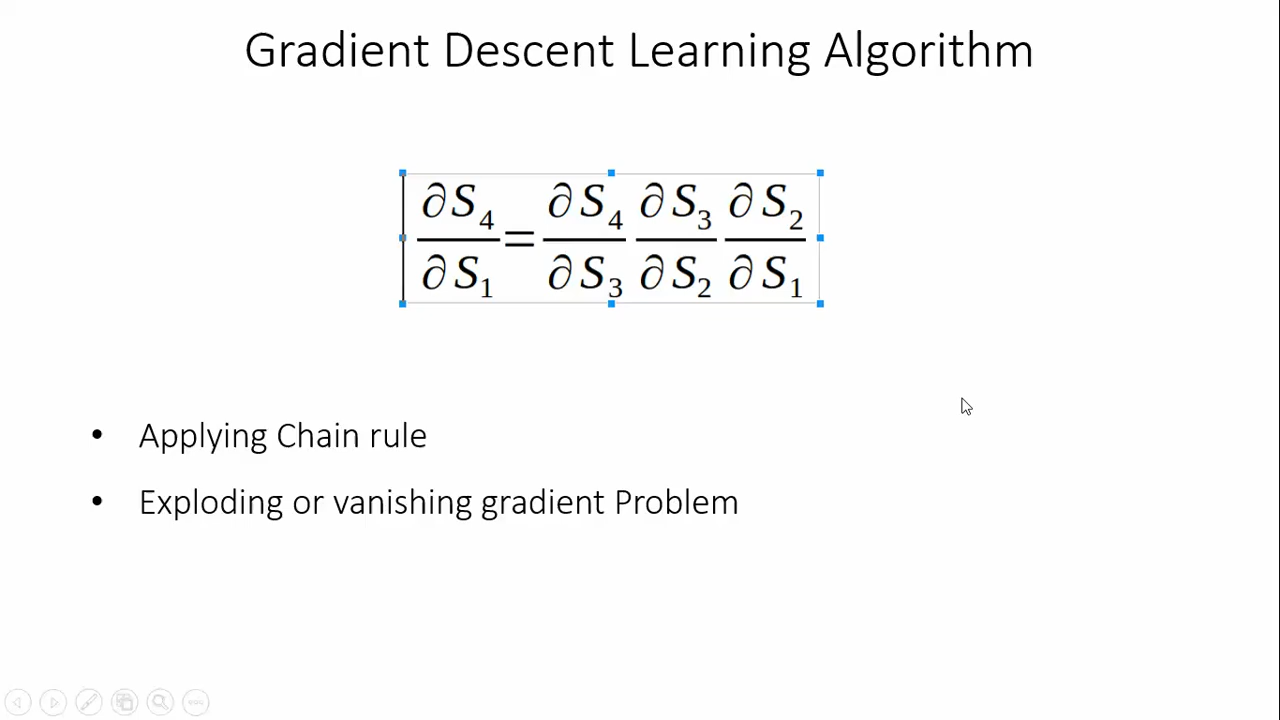 Gradient Descent Learning Algorithm
∂S₄/∂S₁ = ∂S₄/∂S₃ ∂S₃/∂S₂ ∂S₂/∂S₁
• Applying Chain rule
• Exploding or vanishing gradient Problem